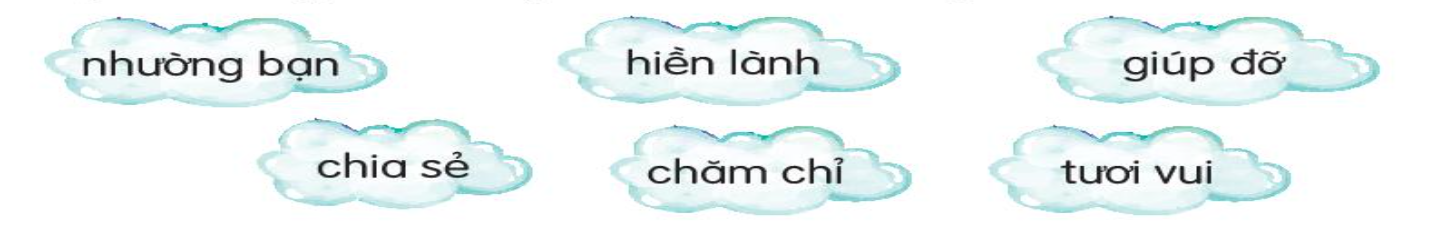 nhường bạn
hiền lành
giúp đỡ
chia sẻ
chăm chỉ
tươi vui